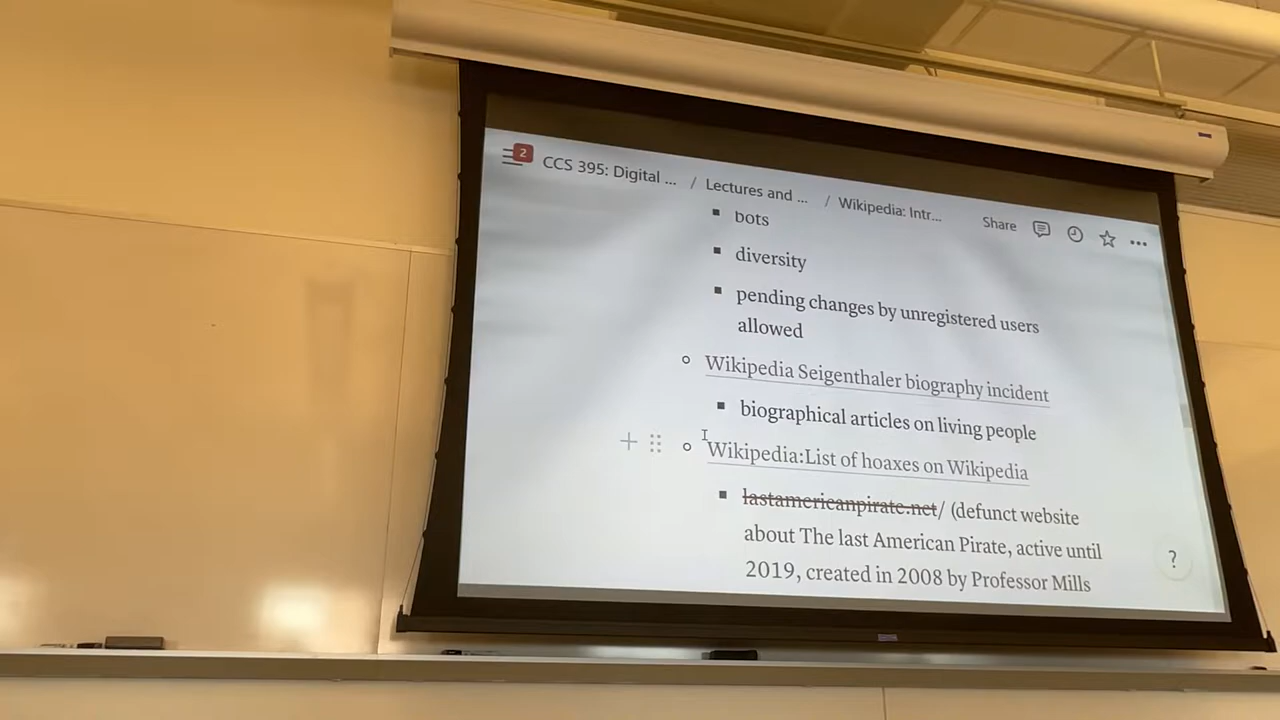 2
CCS 395: Digital ... / Lectures and ... / Wikipedia: Intr...
Share
bots
diversity
pending changes by unregistered users
allowed
Wikipedia Seigenthaler biography incident
biographical articles on living people
Wikipedia:List of hoaxes on Wikipedia
lastamericanpirate.net/ (defunct website
about The last American Pirate, active until
2019, created in 2008 by Professor Mills
?